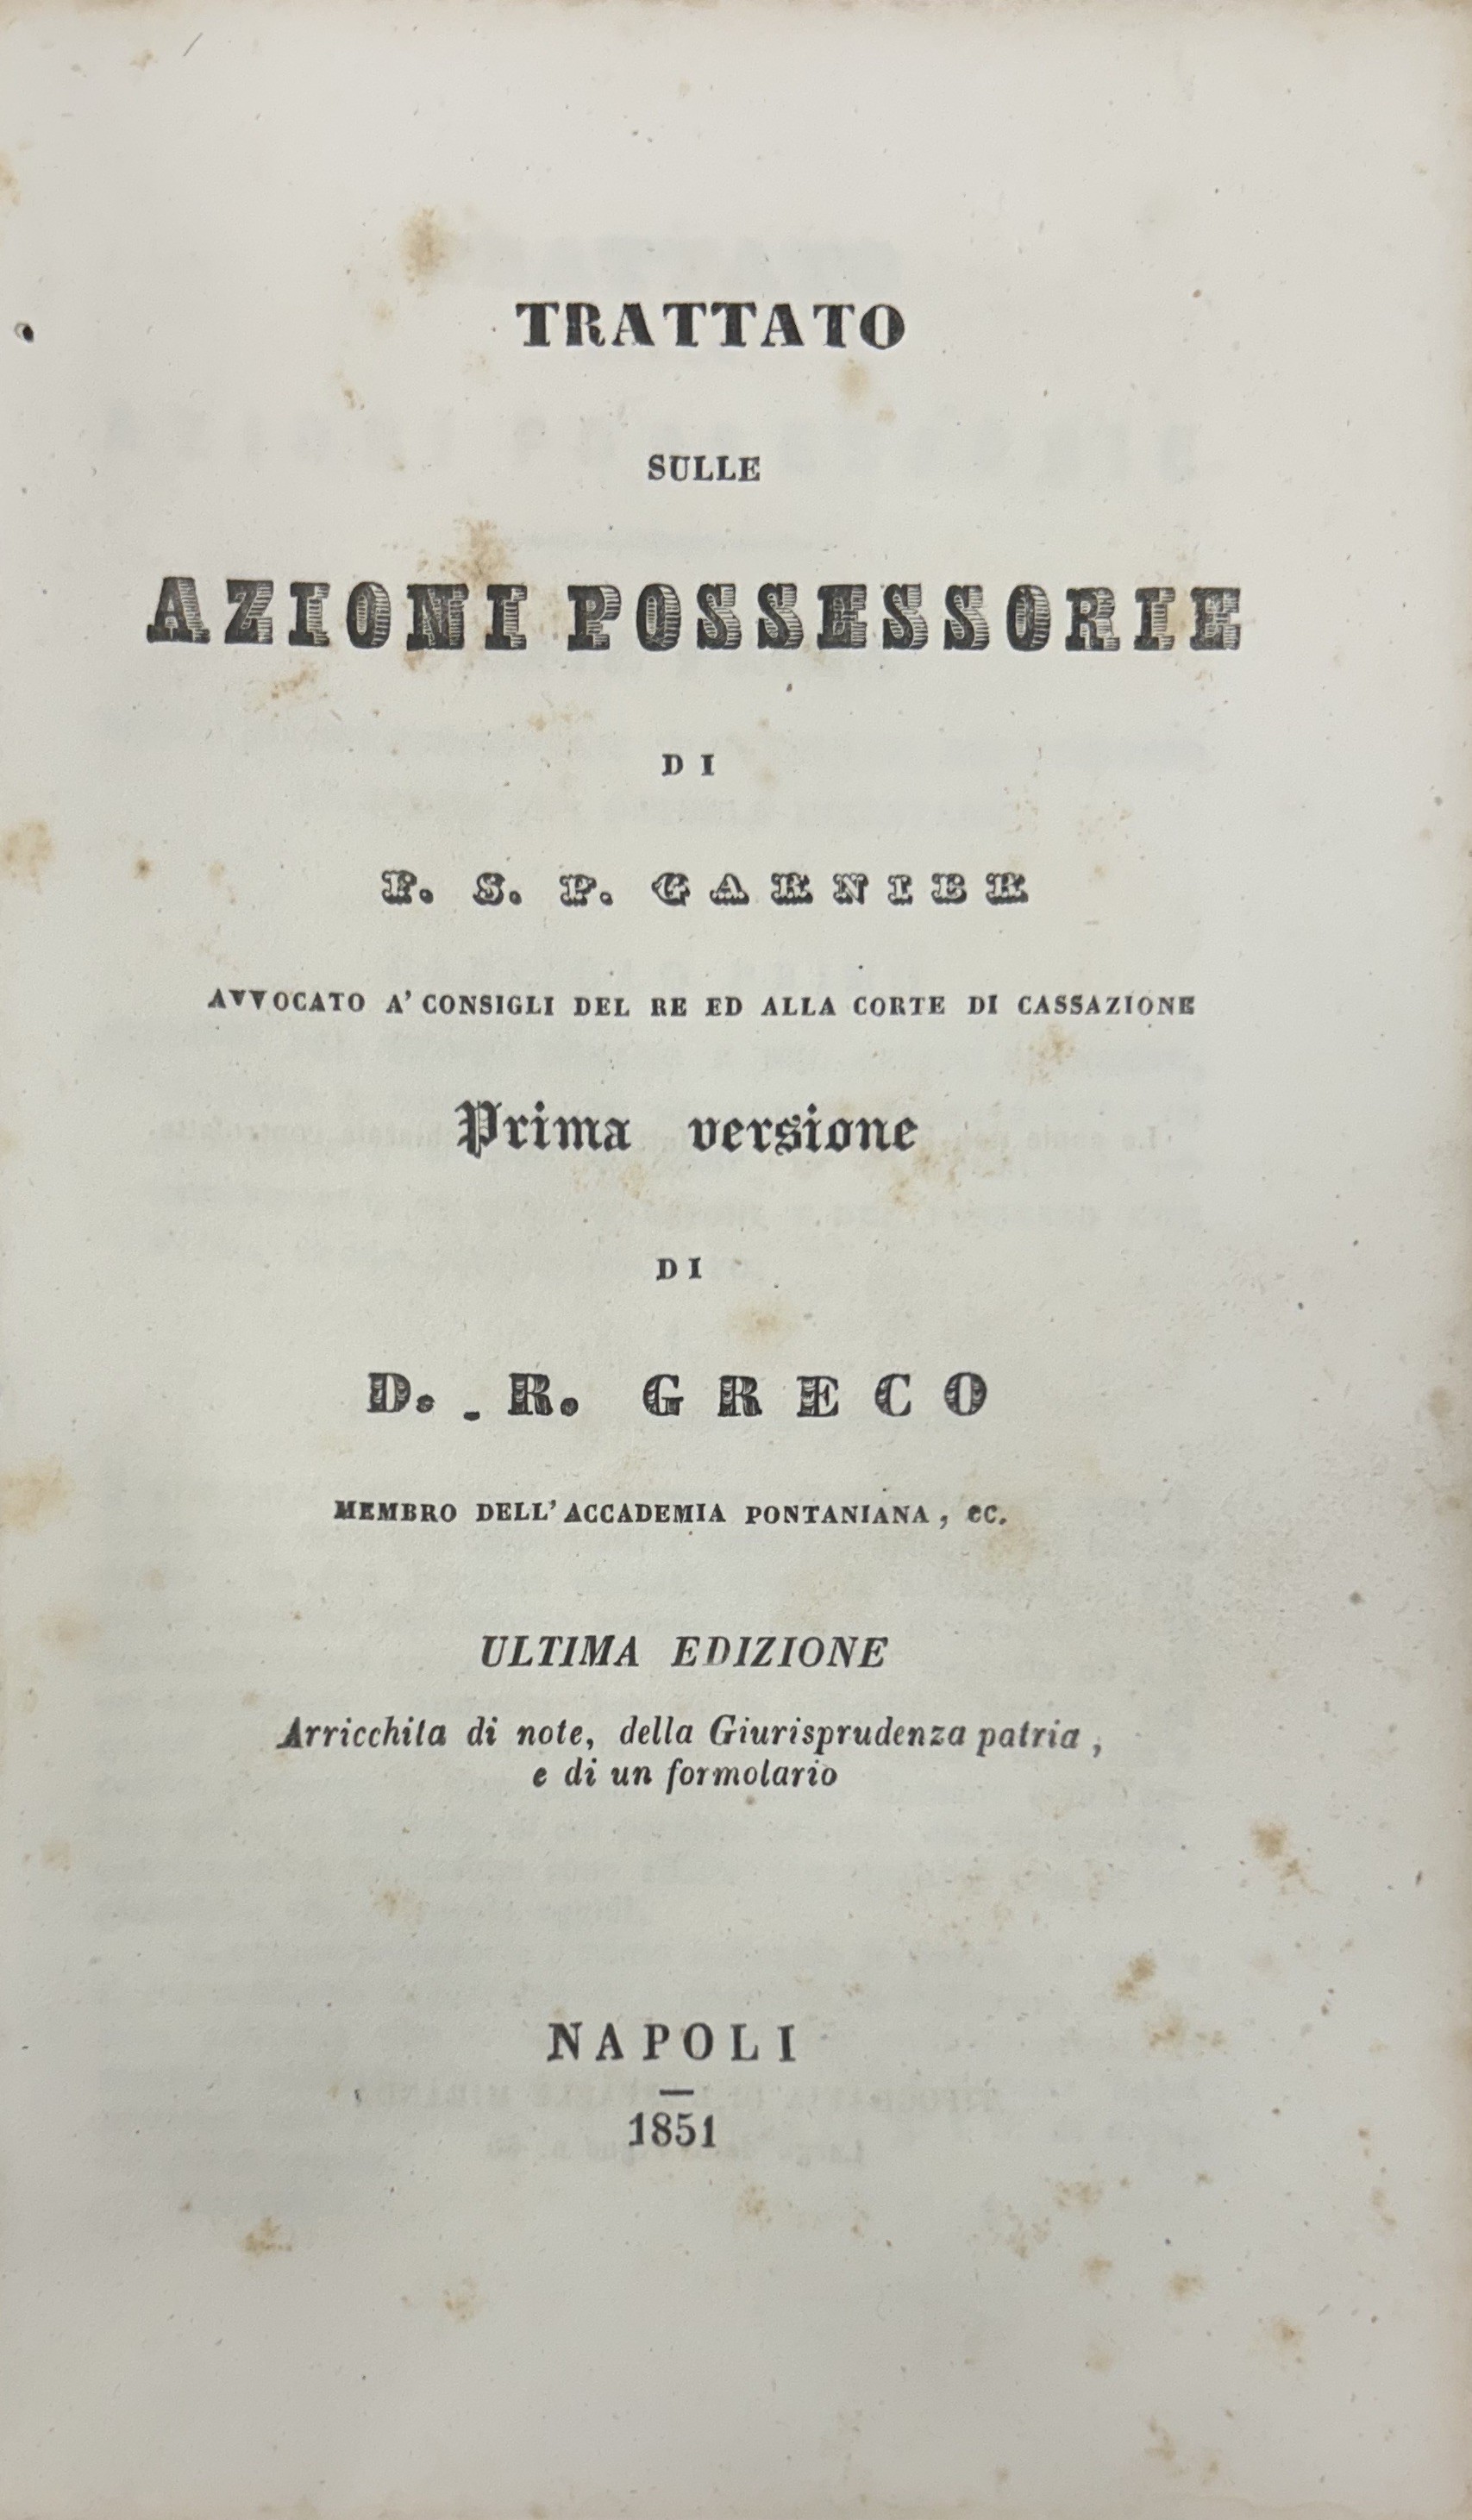 TRATTATO
SULLE
AZIONI POSSESSORIE
DI
F. S. P. GARNIER
AVVOCATO A' CONSIGLI DEL RE ED ALLA CORTE DI CASSAZIONE
Prima versione
DI
D. R. GRECO
MEMBRO DELL' ACCADEMIA PONTANIANA, ec.
ULTIMA EDIZIONE
Arricchita di note, della Giurisprudenza patria,
e di un formolario
NAPOLI
1851